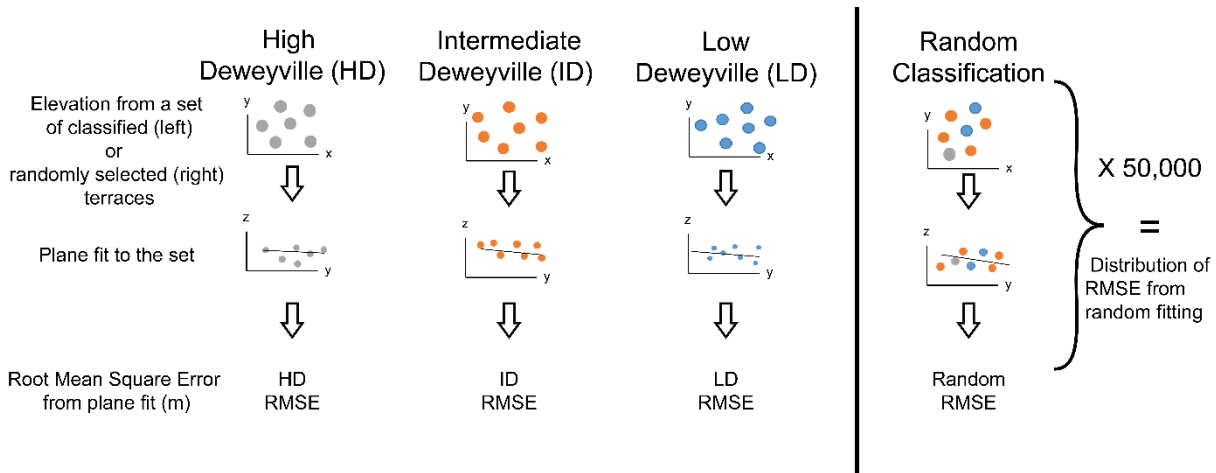 High
Deweyville (HD)
Intermediate
Deweyville (ID)
Low
Deweyville (LD)
Random
Classification
Elevation from a set
of classified (left)
or
randomly selected (right)
terraces
y
x
y
x
y
x
y
x
X 50,000
=
Distribution of
RMSE from
random fitting
Plane fit to the set
z
y
z
y
z
y
z
y
Root Mean Square Error
from plane fit (m)
HD
RMSE
ID
RMSE
LD
RMSE
Random
RMSE